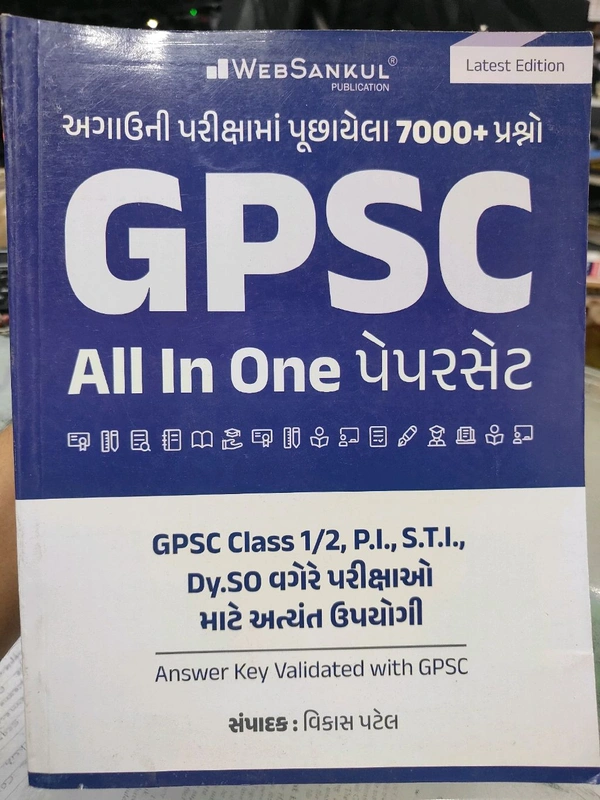 WEBSANKUL®
PUBLICATION
Latest Edition
અગાઉની પરીક્ષામાં પૂછાયેલા 7000+ પ્રશ્નો
GPSC
All In One પેપરસેટ
GPSC Class 1/2, P.I., S.T.I.,
Dy.SO વગેરે પરીક્ષાઓ
માટે અત્યંત ઉપયોગી
Answer Key Validated with GPSC
સંપાદક : વિકાસ પટેલ